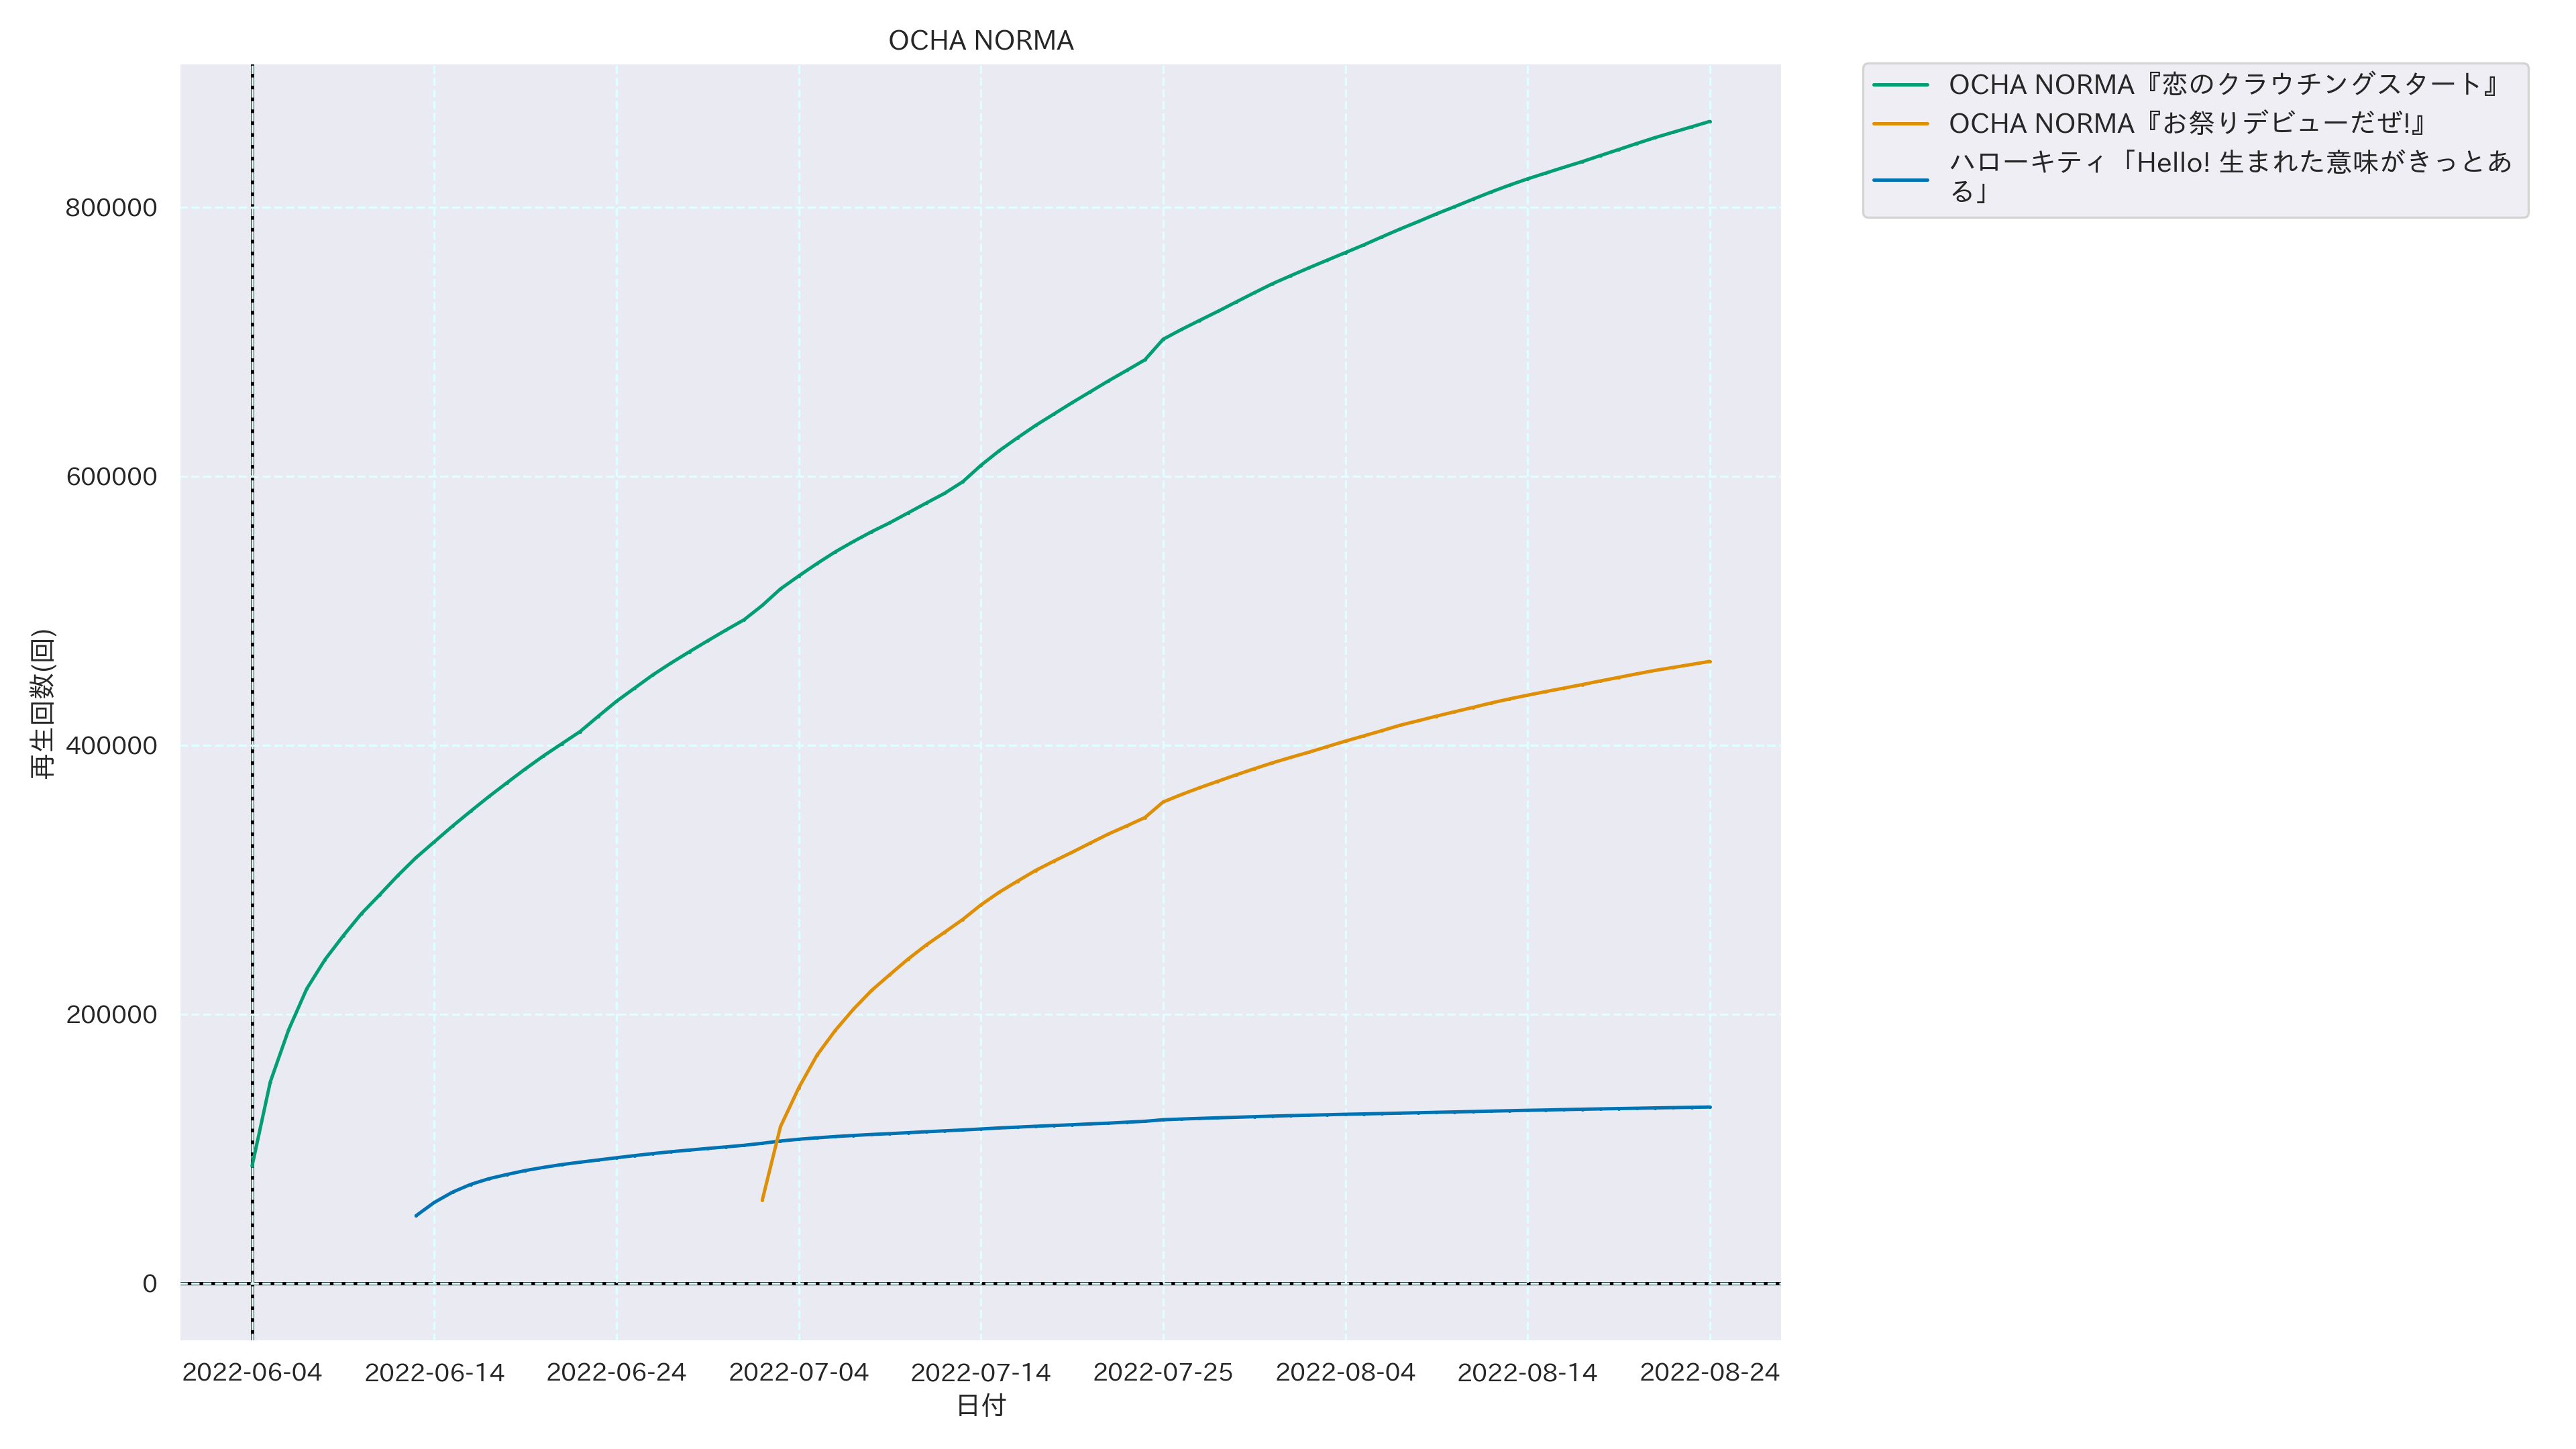 OCHA NORMA
OCHA NORMA『恋のクラウチングスタート』
OCHA NORMA『お祭りデビューだぜ!』
ハローキティ「Hello! 生まれた意味がきっとあ
る」
再生回数(回)
800000
600000
400000
200000
0
2022-06-04
2022-06-14
2022-06-24
2022-07-04
2022-07-14
2022-07-25
2022-08-04
2022-08-14
2022-08-24
日付